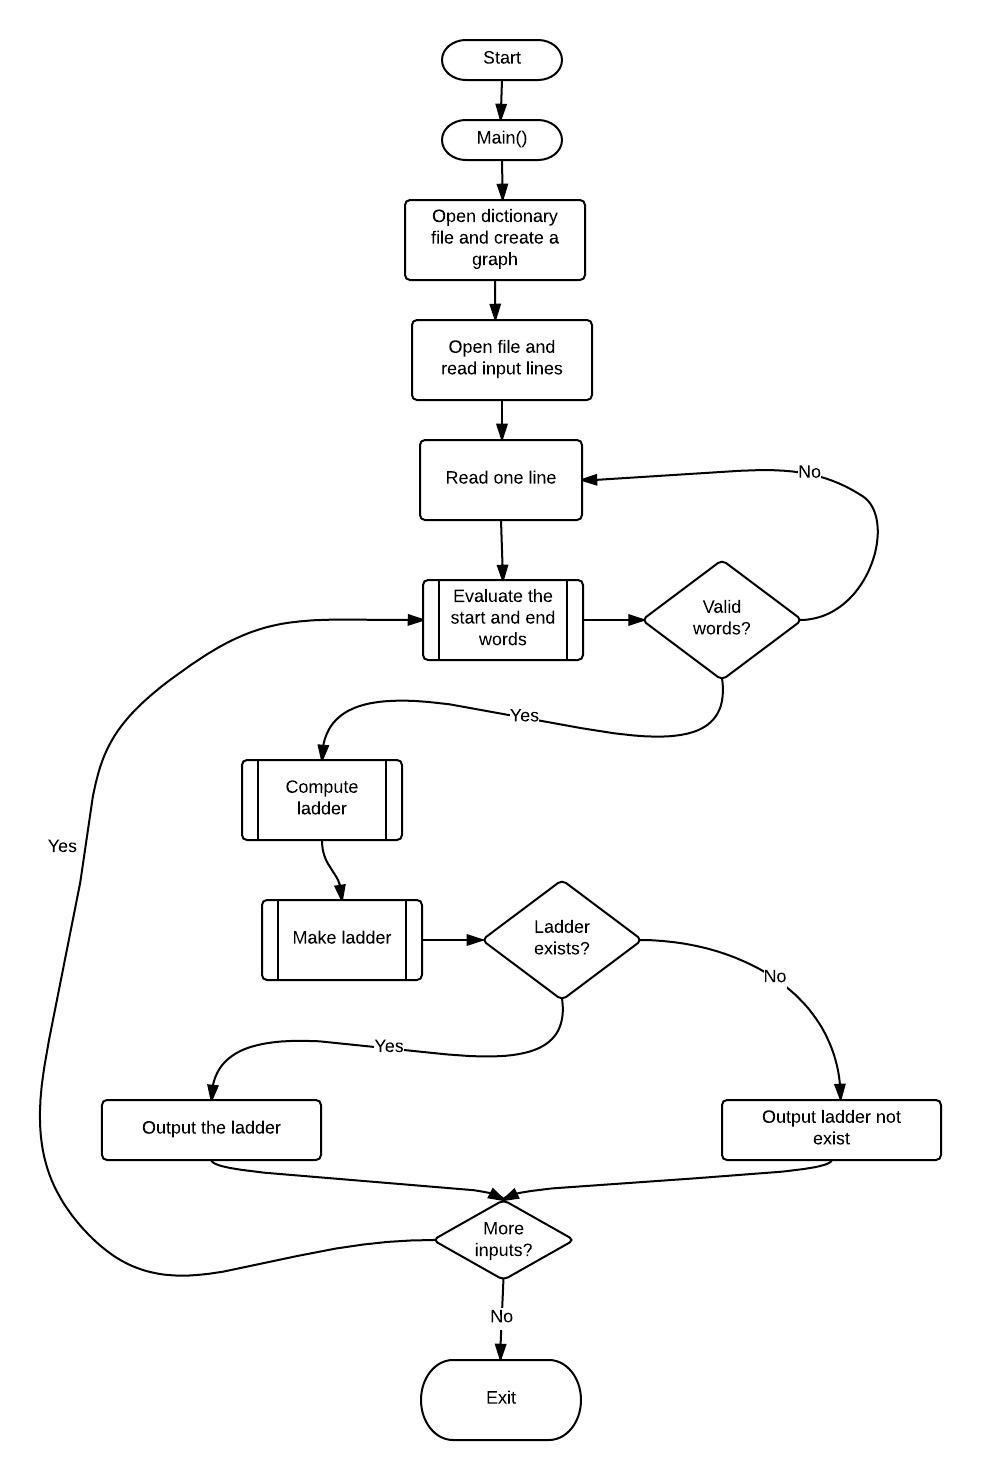 Start
Main()
Open dictionary
file and create a
graph
Open file and
read input lines
Read one line
No
Evaluate the
start and end
words
Valid
words?
Yes
Compute
ladder
Yes
Make ladder
Ladder
exists?
No
Yes
Output the ladder
Output ladder not
exist
More
inputs?
No
Exit